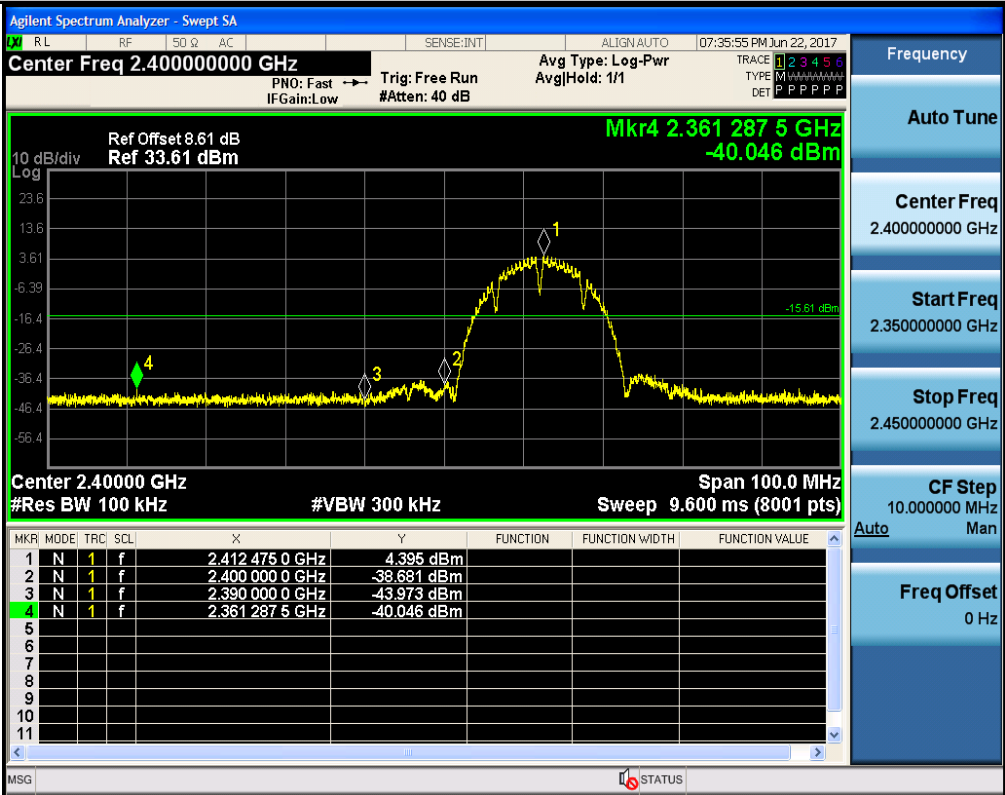 Agilent Spectrum Analyzer - Swept SA
LXI RL RF 50 Ω AC SENSE:INT ALIGN AUTO 07:35:55 PM Jun 22, 2017
Center Freq 2.400000000 GHz
PNO: Fast
IFGain:Low
Trig: Free Run
#Atten: 40 dB
Avg Type: Log-Pwr
Avg|Hold: 1/1
TRACE 1 2 3 4 5 6
TYPE M
DET P P P P P P
Frequency
Auto Tune
Center Freq
2.400000000 GHz
Start Freq
2.350000000 GHz
Stop Freq
2.450000000 GHz
CF Step
10.000000 MHz
Auto Man
Freq Offset
0 Hz
Mkr4 2.361 287 5 GHz
-40.046 dBm
Ref Offset 8.61 dB
10 dB/div Ref 33.61 dBm
Log
23.6
13.6
3.61
-6.39
-16.4
-26.4
-36.4
-46.4
-56.4
1
2
3
4
-15.61 dBm
Center 2.40000 GHz Span 100.0 MHz
#Res BW 100 kHz #VBW 300 kHz Sweep 9.600 ms (8001 pts)
MKR MODE TRC SCL X Y FUNCTION FUNCTION WIDTH FUNCTION VALUE
1 N 1 f 2.412 475 0 GHz 4.395 dBm
2 N 1 f 2.400 000 0 GHz -38.681 dBm
3 N 1 f 2.390 000 0 GHz -43.973 dBm
4 N 1 f 2.361 287 5 GHz -40.046 dBm
5
6
7
8
9
10
11
MSG STATUS